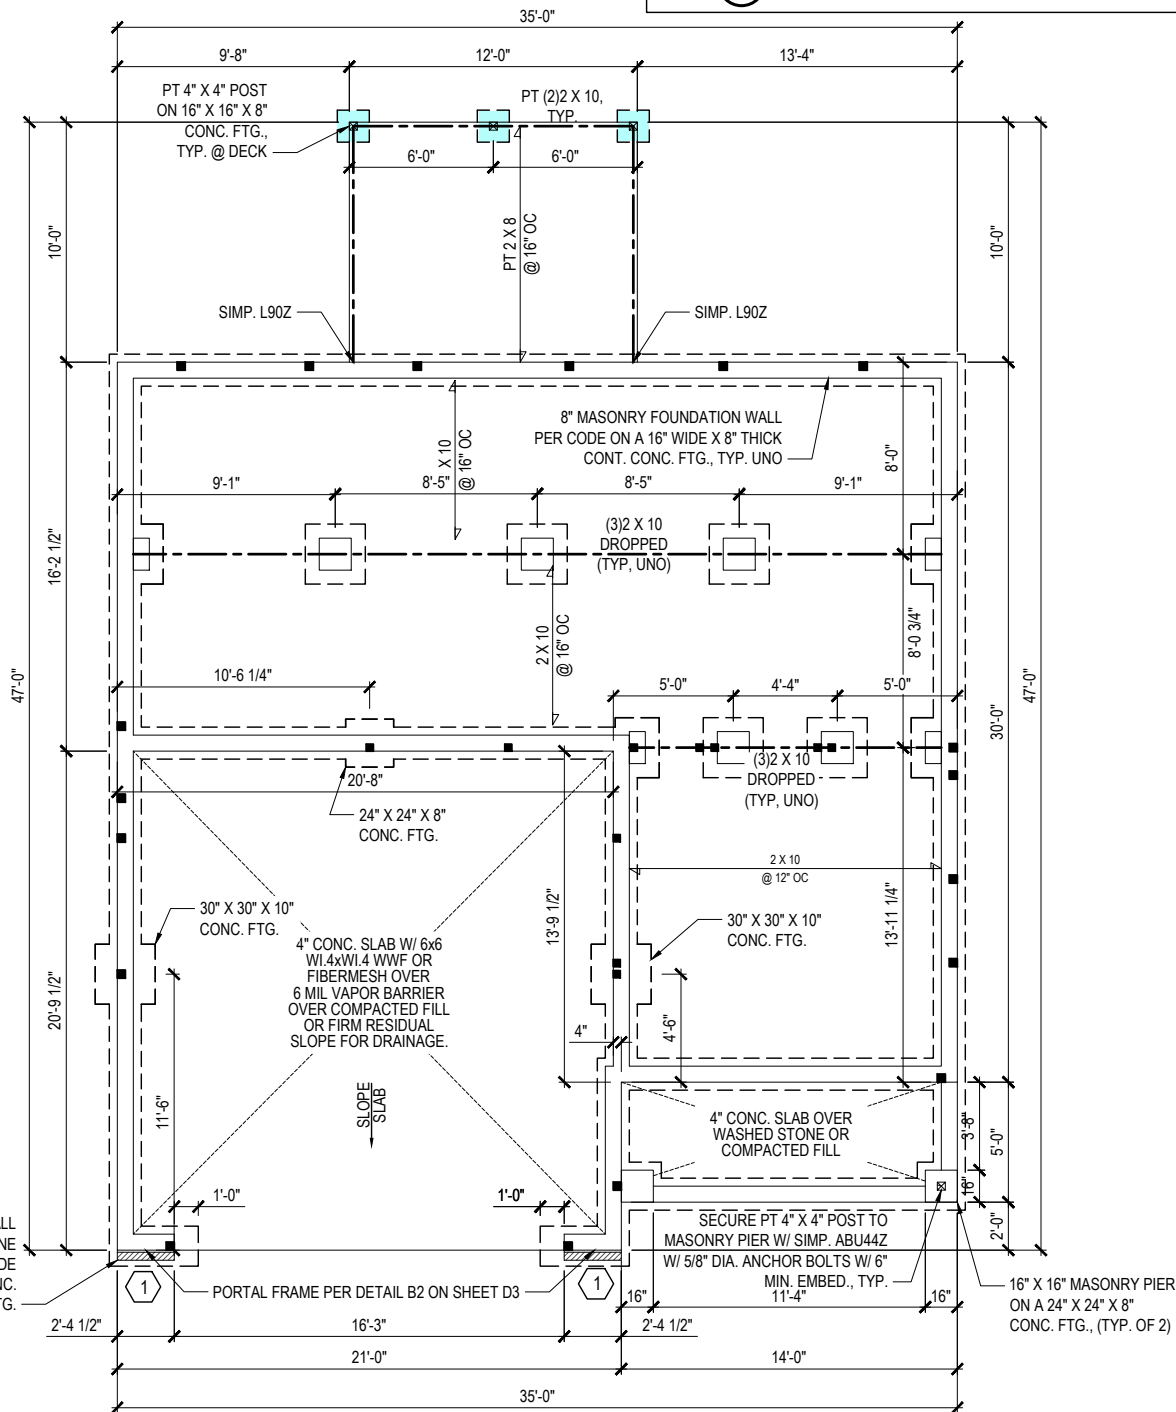 35'-0"
9'-8"
12'-0"
13'-4"
PT 4" X 4" POST
ON 16" X 16" X 8"
CONC. FTG.,
TYP. @ DECK
PT (2)2 X 10,
TYP.
6'-0"
6'-0"
10'-0"
PT 2 X 8
@ 16" OC
10'-0"
SIMP. L90Z
SIMP. L90Z
8" MASONRY FOUNDATION WALL
PER CODE ON A 16" WIDE X 8" THICK
CONT. CONC. FTG., TYP. UNO
X 10
@ 16" OC
8'-0"
9'-1"
8'-5"
8'-5"
9'-1"
(3)2 X 10
DROPPED
(TYP, UNO)
16'-2 1/2"
2 X 10
@ 16" OC
8'-0 3/4"
47'-0"
47'-0"
30'-0"
10'-6 1/4"
5'-0"
4'-4"
5'-0"
(3)2 X 10
DROPPED
(TYP, UNO)
20'-8"
24" X 24" X 8"
CONC. FTG.
2 X 10
@ 12" OC
30" X 30" X 10"
CONC. FTG.
13'-9 1/2"
30" X 30" X 10"
CONC. FTG.
13'-11 1/4"
4" CONC. SLAB W/ 6x6
WI.4xWI.4 WWF OR
FIBERMESH OVER
6 MIL VAPOR BARRIER
OVER COMPACTED FILL
OR FIRM RESIDUAL
SLOPE FOR DRAINAGE.
20'-9 1/2"
4"
4'-6"
11'-6"
SLOPE
SLAB
4" CONC. SLAB OVER
WASHED STONE OR
COMPACTED FILL
3'-8"
5'-0"
16"
2'-0"
1'-0"
1'-0"
ALL
NE
DE
NC.
TG.
SECURE PT 4" X 4" POST TO
MASONRY PIER W/ SIMP. ABU44Z
W/ 5/8" DIA. ANCHOR BOLTS W/ 6"
MIN. EMBED., TYP.
1
PORTAL FRAME PER DETAIL B2 ON SHEET D3
1
16"
11'-4"
16"
16" X 16" MASONRY PIER
ON A 24" X 24" X 8"
CONC. FTG., (TYP. OF 2)
2'-4 1/2"
16'-3"
2'-4 1/2"
21'-0"
14'-0"
35'-0"